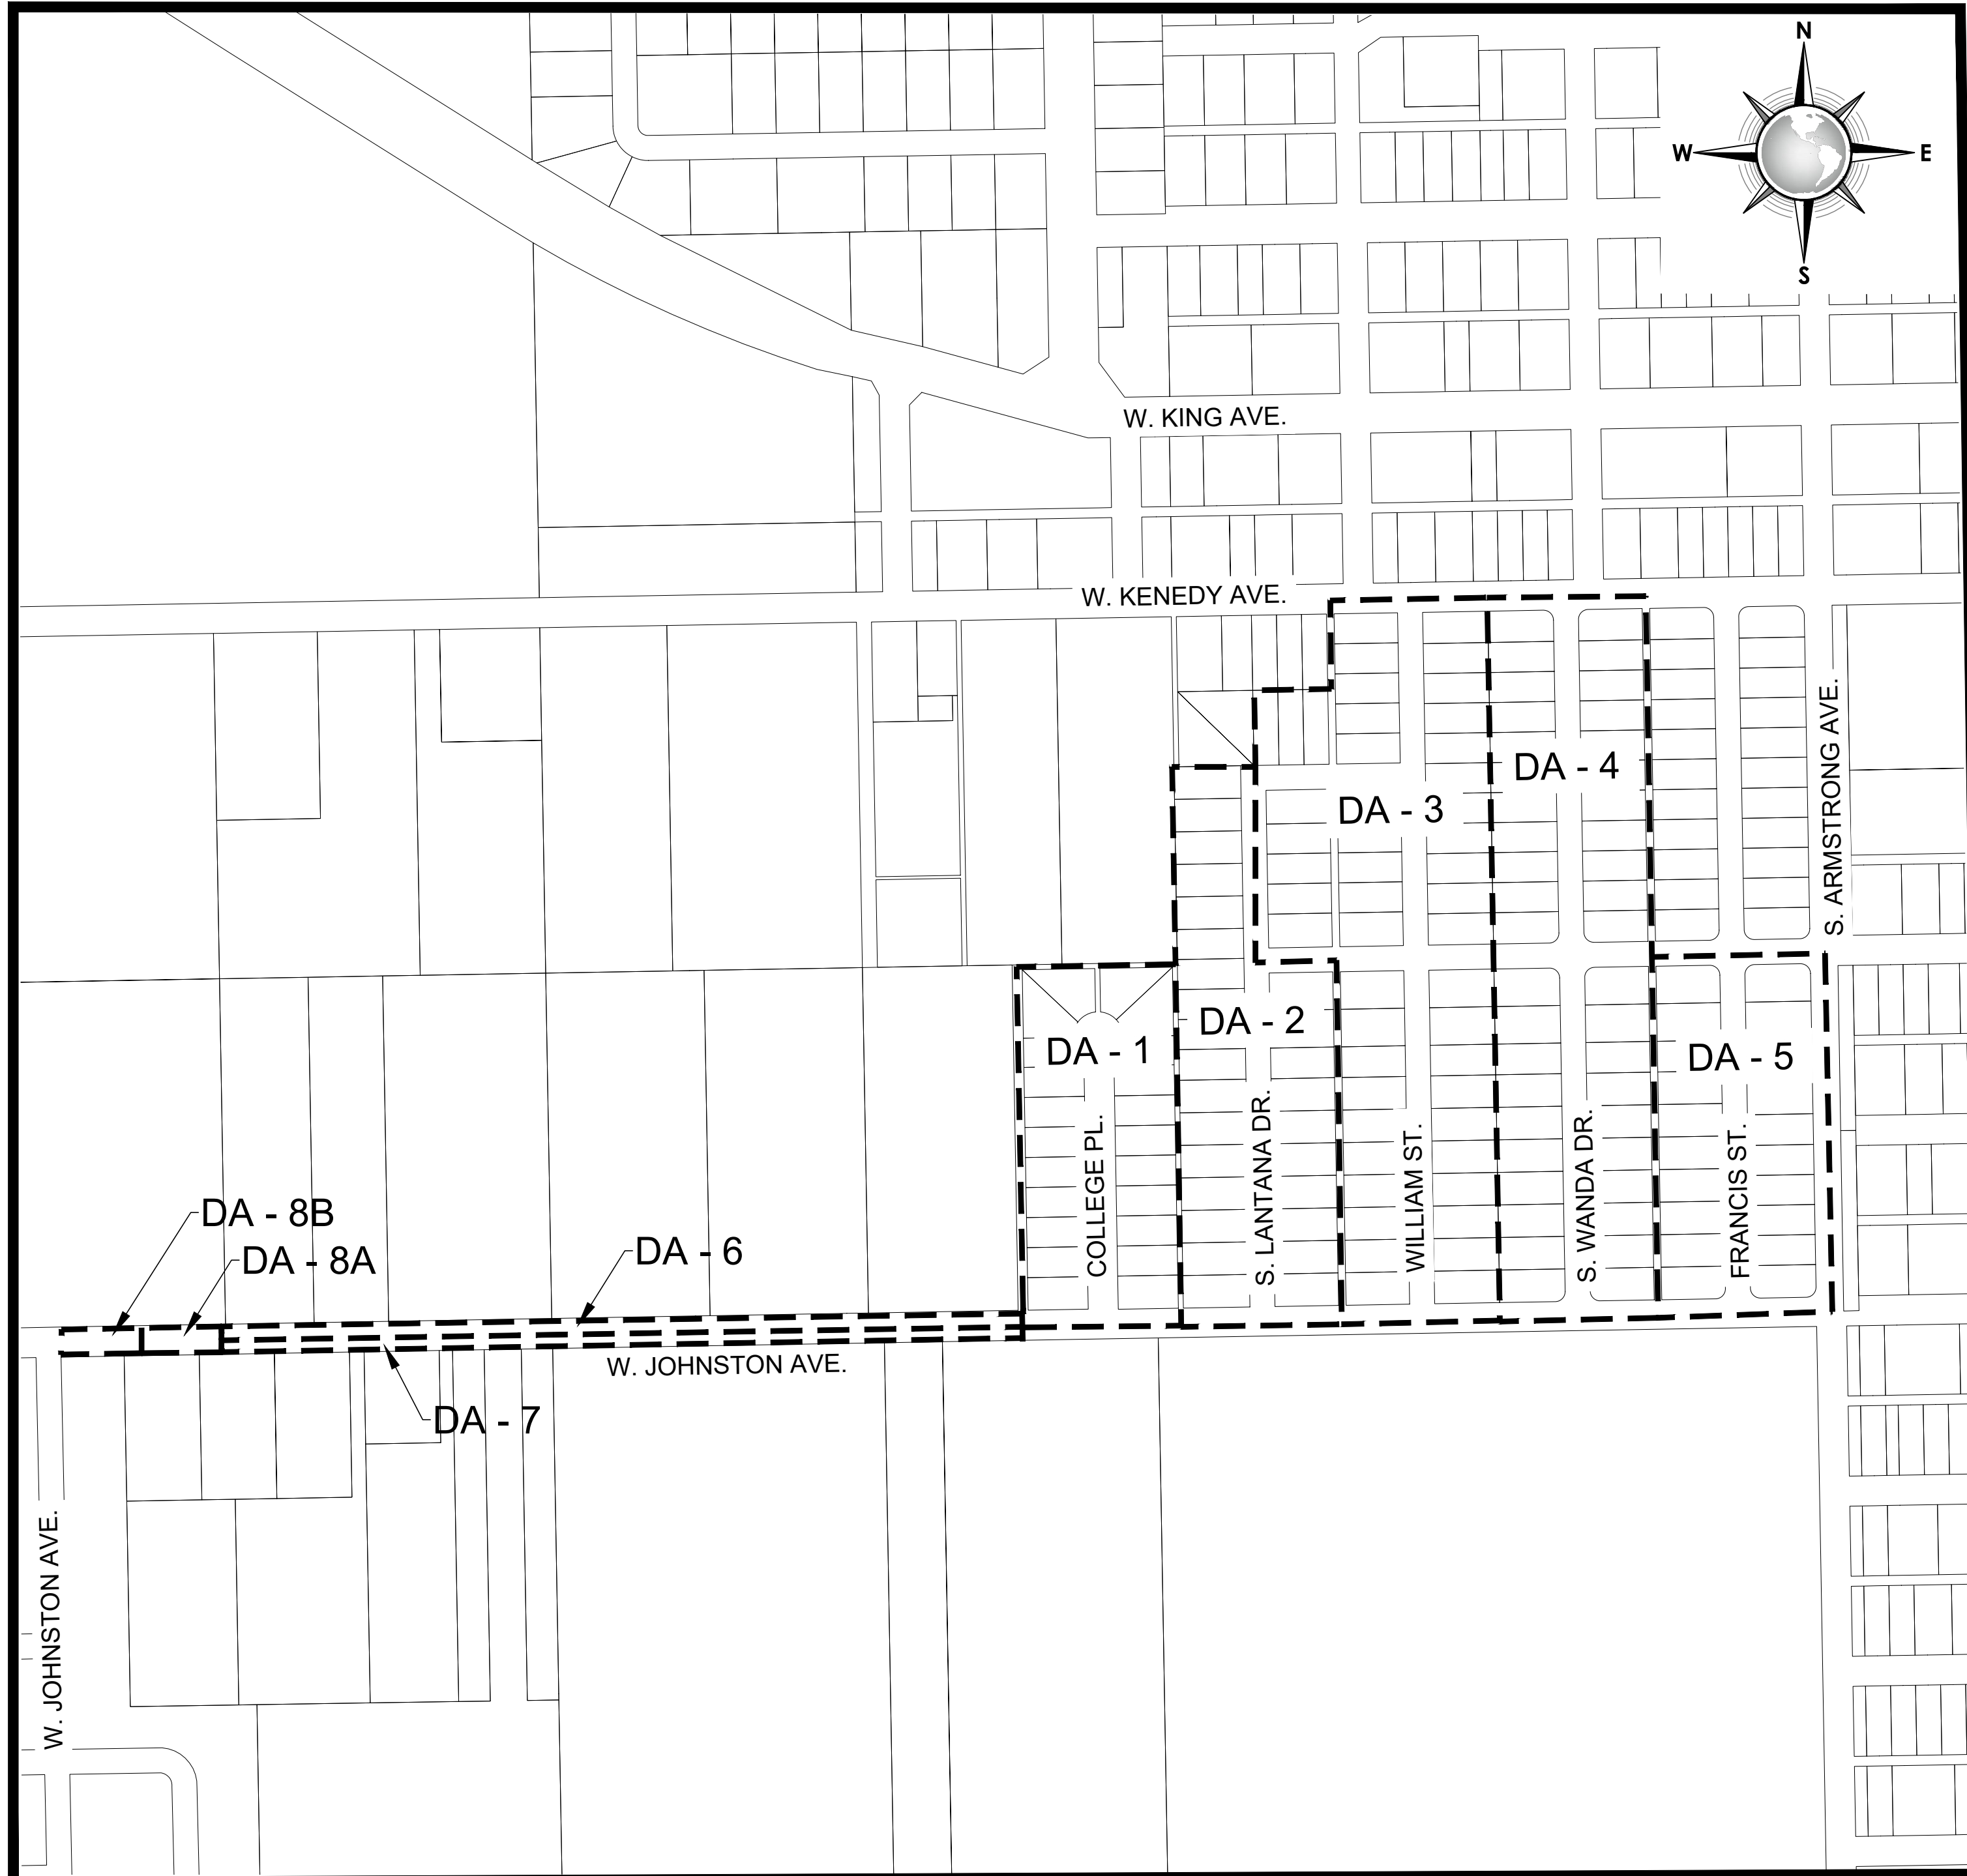 N
W
E
S
W. KING AVE.
W. KENEDY AVE.
S. ARMSTRONG AVE.
DA - 4
DA - 3
DA - 2
DA - 1
DA - 5
COLLEGE PL.
S. LANTANA DR.
WILLIAM ST.
S. WANDA DR.
FRANCIS ST.
DA - 8B
DA - 8A
DA - 6
W. JOHNSTON AVE.
DA - 7
W. JOHNSTON AVE.